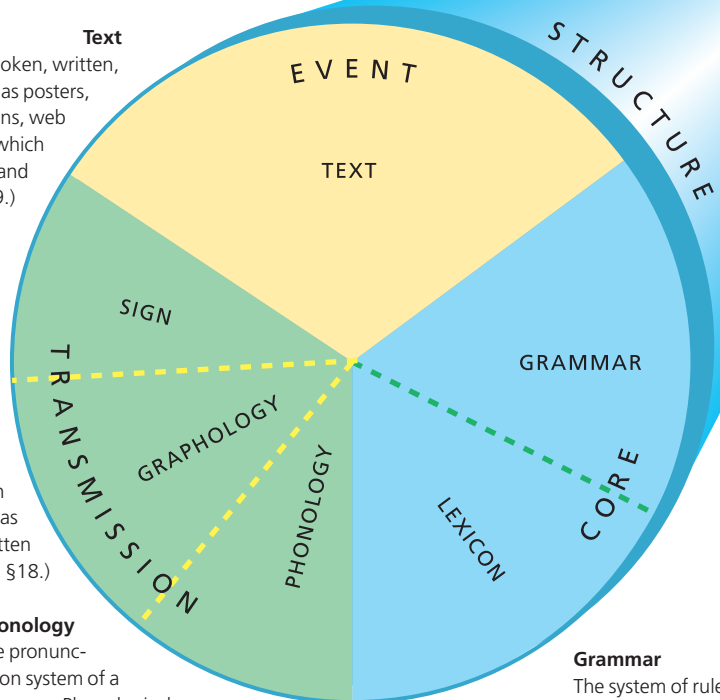 Text
oken, written,
as posters,
ns, web
which
and
9.)
STRUCTURE
EVENT
TEXT
SIGN
TRANSMISSION
GRAPHOLOGY
PHONOLOGY
GRAMMAR
CORE
LEXICON
as
tten
§18.)
onology
e pronunc-
on system of a
Grammar
The system of rule